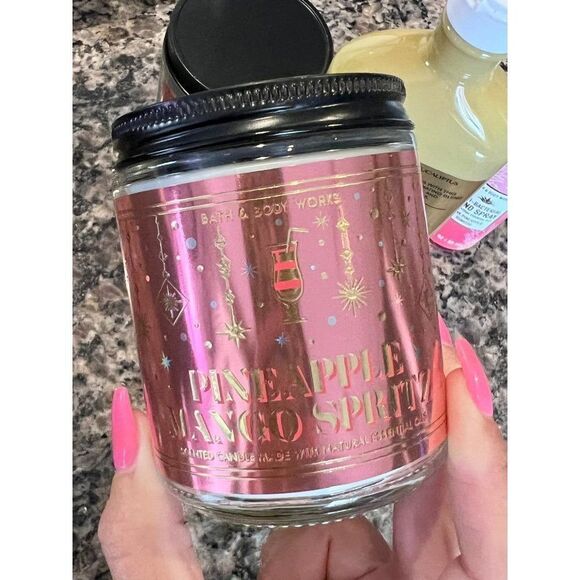 BATH & BODY WORKS
PINEAPPLE
MANGO SPRITZ
SCENTED CANDLE MADE WITH NATURAL ESSENTIAL OILS